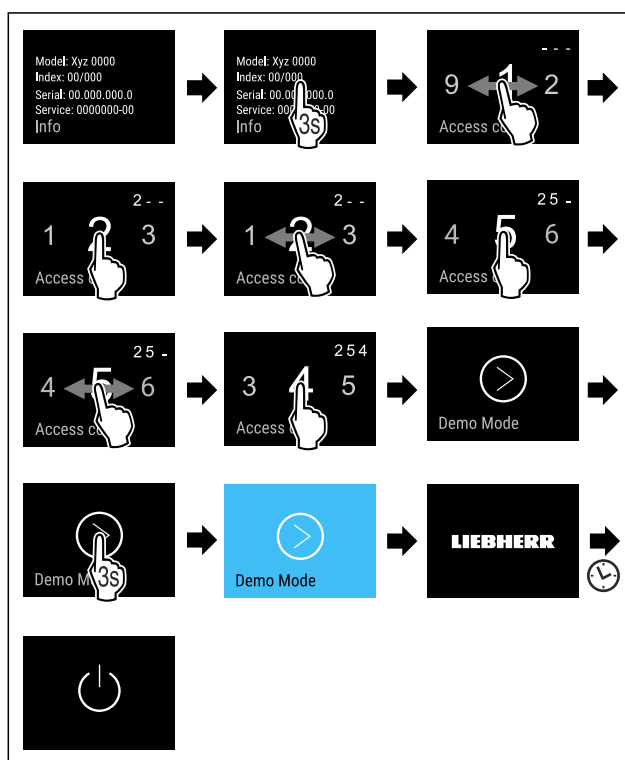 Model: Xyz 0000
Index: 00/000
Serial: 00.000.000.0
Service: 0000000-00
Info
Model: Xyz 0000
Index: 00/000
Serial: 00.000.000.0
Service: 00
-00
Info
3s
- - -
9 1 2
Access
2 - -
1 2 3
Access
2 - -
1 2 3
Access
2 5 -
4 5 6
Access
2 5 -
4 5 6
Access
2 5 4
3 4 5
Access
Demo Mode
Demo
3s
Demo Mode
LIEBHERR